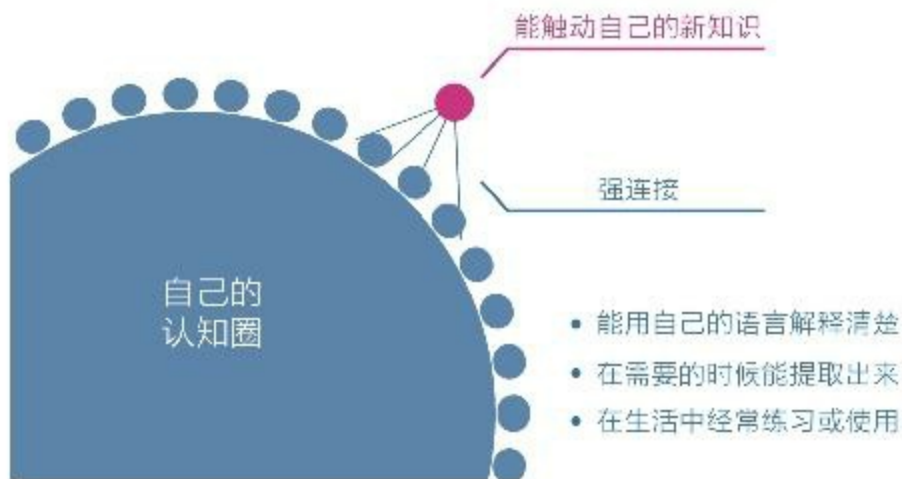 能触动自己的新知识
强连接
自己的
认知圈
• 能用自己的语言解释清楚
• 在需要的时候能提取出来
• 在生活中经常练习或使用